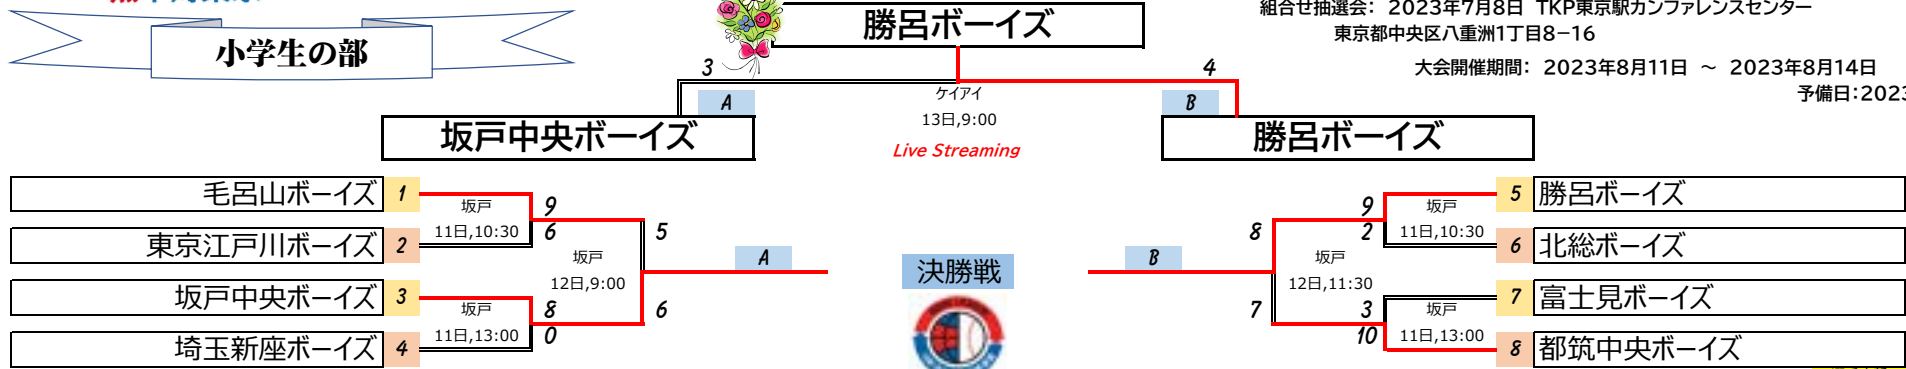 小学生の部
勝呂ボーイズ
組合せ抽選会： 2023年7月8日 TKP東京駅カンファレンスセンター
東京都中央区八重洲1丁目8－16
大会開催期間： 2023年8月11日 ～ 2023年8月14日
予備日：2023
3
4
A
ケイアイ
B
13日,9:00
坂戸中央ボーイズ
Live Streaming
勝呂ボーイズ
毛呂山ボーイズ 1
坂戸
11日,10:30
9
6
東京江戸川ボーイズ 2
坂戸
12日,9:00
5
6
坂戸中央ボーイズ 3
坂戸
11日,13:00
8
0
埼玉新座ボーイズ 4
A
決勝戦
B
5 勝呂ボーイズ
坂戸
11日,10:30
9
2
6 北総ボーイズ
坂戸
12日,11:30
8
7
7 富士見ボーイズ
坂戸
11日,13:00
3
10
8 都筑中央ボーイズ